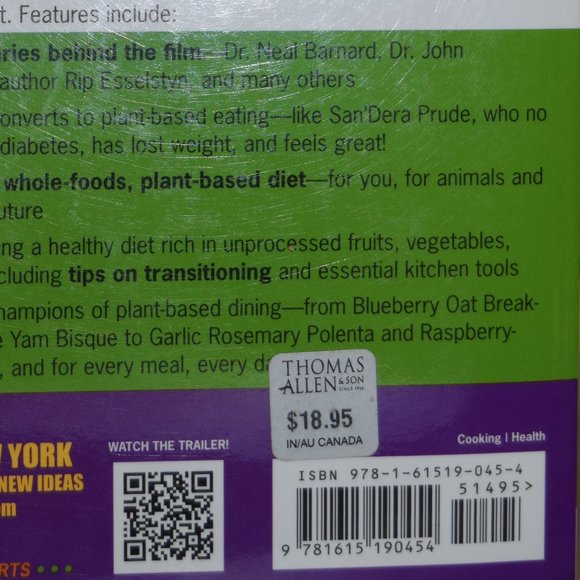 t. Features include:
ries behind the film—Dr. Neal Barnard, Dr. John
author Rip Esselstyn, and many others
onverts to plant-based eating—like San'Dera Prude, who no
diabetes, has lost weight, and feels great!
whole-foods, plant-based diet—for you, for animals and
uture
ng a healthy diet rich in unprocessed fruits, vegetables,
cluding tips on transitioning and essential kitchen tools
hampions of plant-based dining—from Blueberry Oat Break-
e Yam Bisque to Garlic Rosemary Polenta and Raspberry-
, and for every meal, every da
THOMAS
ALLEN & SON
SINCE 1916
$18.95
IN/AU CANADA
W YORK
NEW IDEAS
om
RTS • • •
WATCH THE TRAILER!
Cooking | Health
ISBN 978-1-61519-045-4
51495>
9 781615 190454